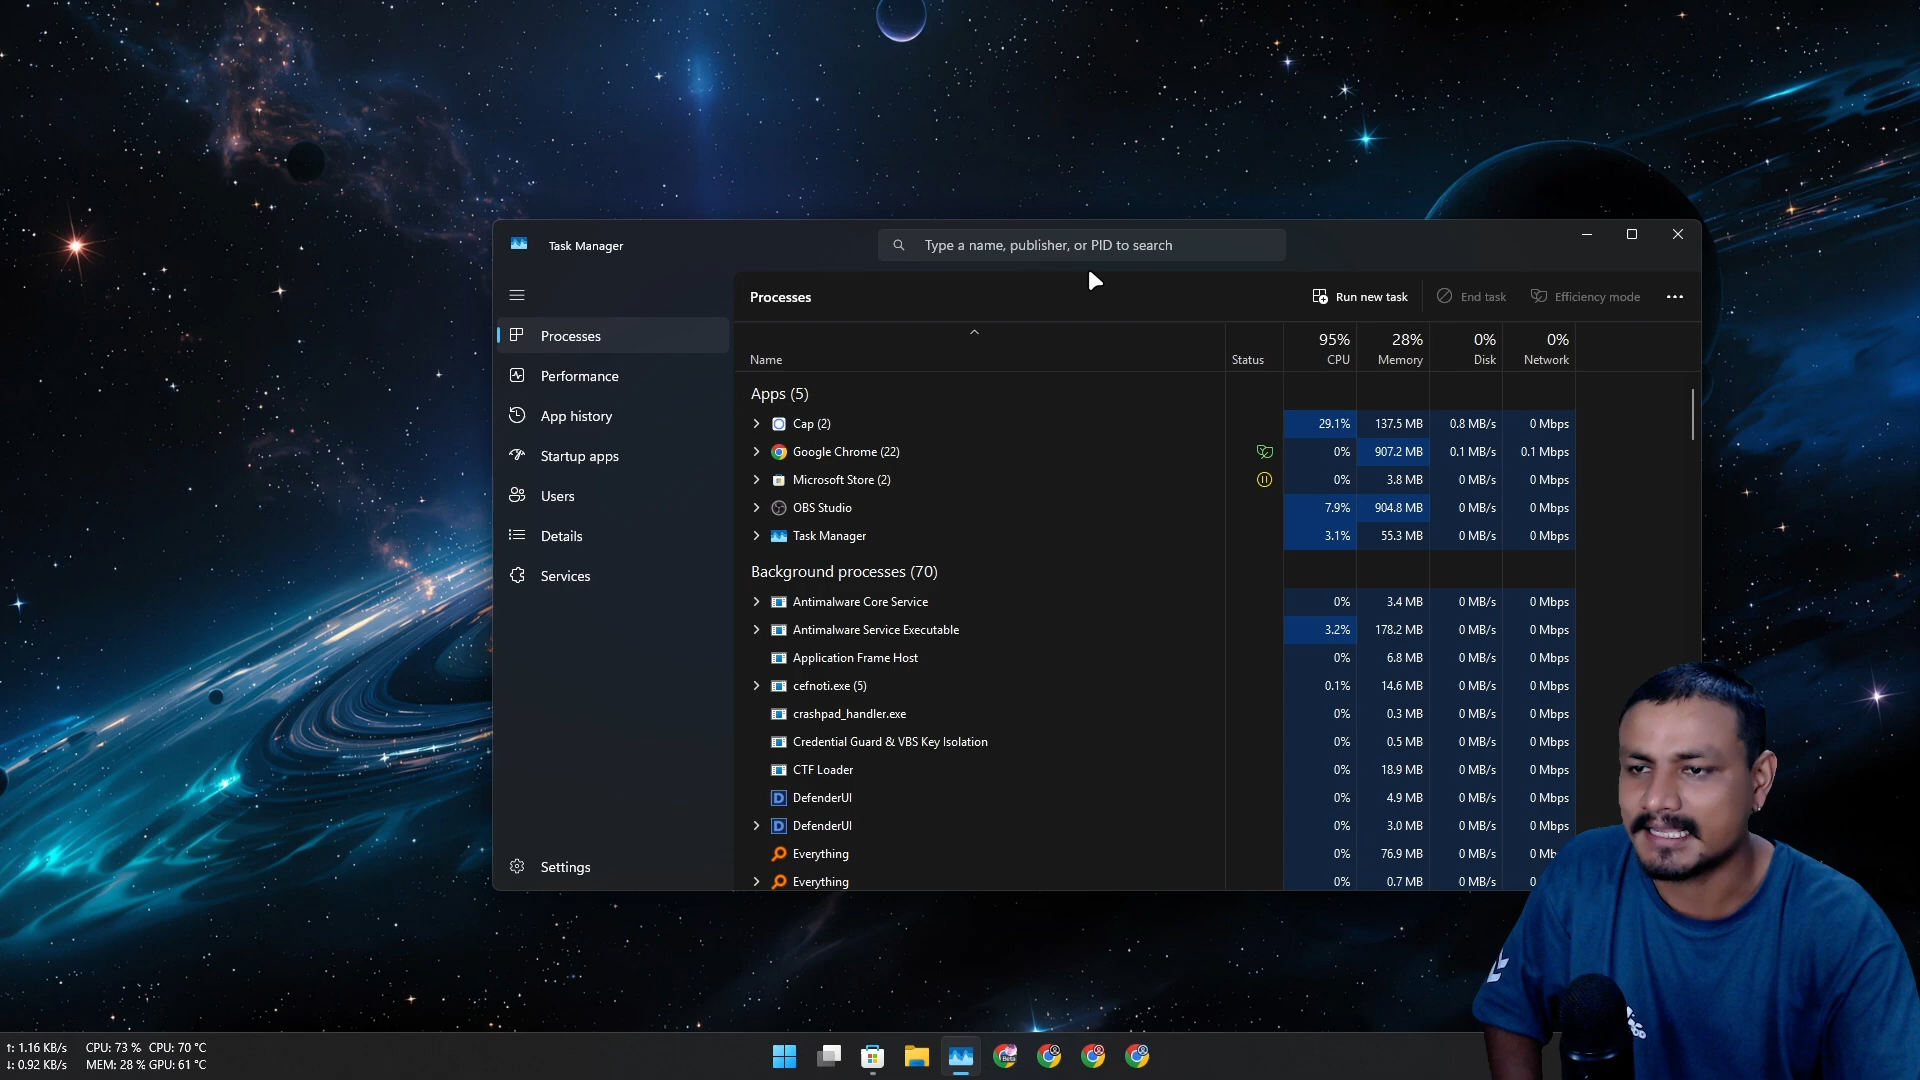 Task Manager
Type a name, publisher, or PID to search
Processes
Run new task
End task
Efficiency mode
Processes
Performance
App history
Startup apps
Users
Details
Services
Settings
95% 28% 0% 0%
Name Status CPU Memory Disk Network
Apps (5)
Cap (2) 29.1% 137.5 MB 0.8 MB/s 0 Mbps
Google Chrome (22) 0% 907.2 MB 0.1 MB/s 0.1 Mbps
Microsoft Store (2) 0% 3.8 MB 0 MB/s 0 Mbps
OBS Studio 7.9% 904.8 MB 0 MB/s 0 Mbps
Task Manager 3.1% 55.3 MB 0 MB/s 0 Mbps
Background processes (70)
Antimalware Core Service 0% 3.4 MB 0 MB/s 0 Mbps
Antimalware Service Executable 3.2% 178.2 MB 0 MB/s 0 Mbps
Application Frame Host 0% 6.8 MB 0 MB/s 0 Mbps
cefnoti.exe (5) 0.1% 14.6 MB 0 MB/s 0 Mbps
crashpad_handler.exe 0% 0.3 MB 0 MB/s 0 Mbps
Credential Guard & VBS Key Isolation 0% 0.5 MB 0 MB/s 0 Mbps
CTF Loader 0% 18.9 MB 0 MB/s 0 Mbps
DefenderUI 0% 4.9 MB 0 MB/s 0 Mbps
DefenderUI 0% 3.0 MB 0 MB/s 0 Mbps
Everything 0% 76.9 MB 0 MB/s 0 Mb
Everything 0% 0.7 MB 0 MB/s 0
↑: 1.16 KB/s CPU: 73 % CPU: 70 °C
↓: 0.92 KB/s MEM: 28 % GPU: 61 °C
Beta